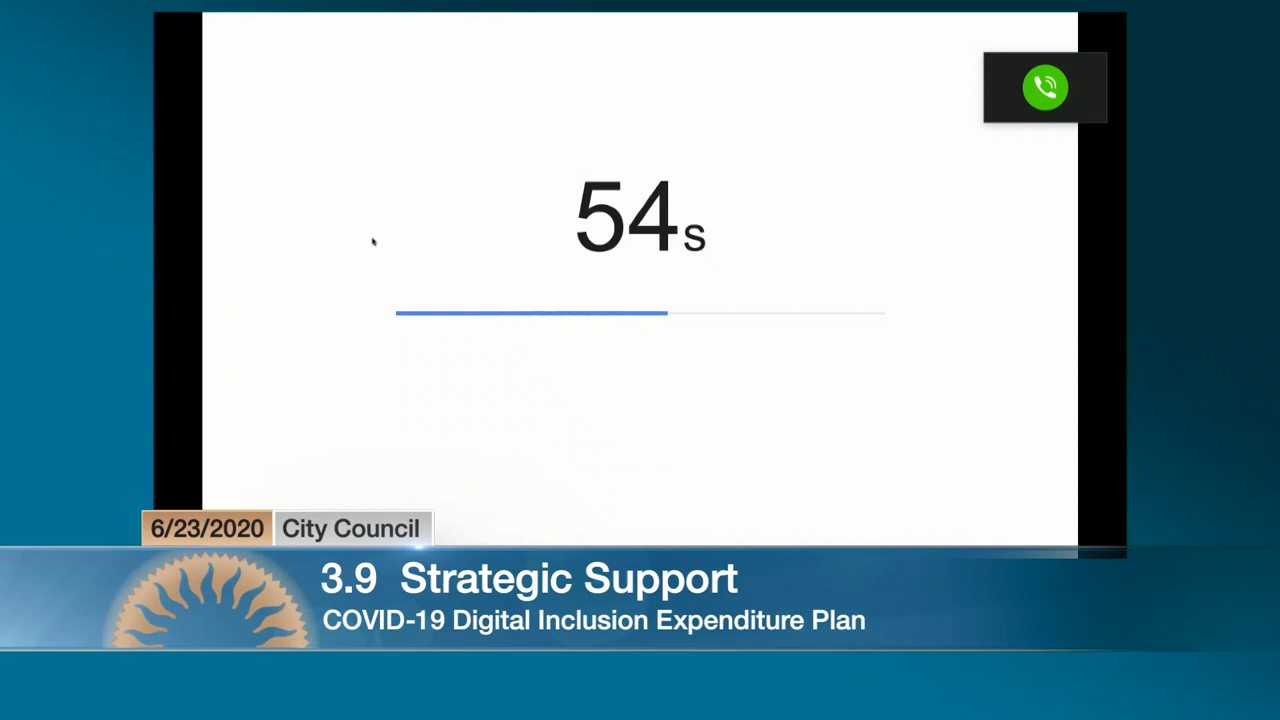 54s
6/23/2020 City Council
3.9 Strategic Support
COVID-19 Digital Inclusion Expenditure Plan